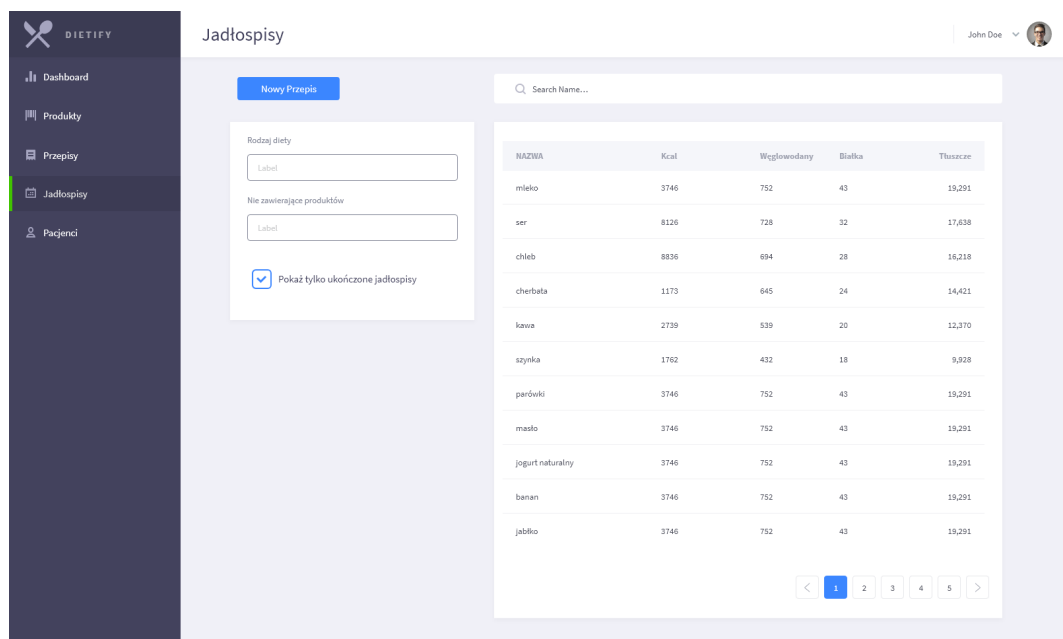 DIETIFY
Jadłospisy
John Doe
Dashboard
Produkty
Przepisy
Jadłospisy
Pacjenci
Nowy Przepis
Search Name...
Rodzaj diety
Label
Nie zawierające produktów
Label
Pokaż tylko ukończone jadłospisy
NAZWA Kcal Węglowodany Białka Tłuszcze
mleko 3746 752 43 19,291
ser 8126 728 32 17,638
chleb 8836 694 28 16,218
cherbata 1173 645 24 14,421
kawa 2739 539 20 12,370
szynka 1762 432 18 9,928
parówki 3746 752 43 19,291
masło 3746 752 43 19,291
jogurt naturalny 3746 752 43 19,291
banan 3746 752 43 19,291
jabłko 3746 752 43 19,291
1 2 3 4 5